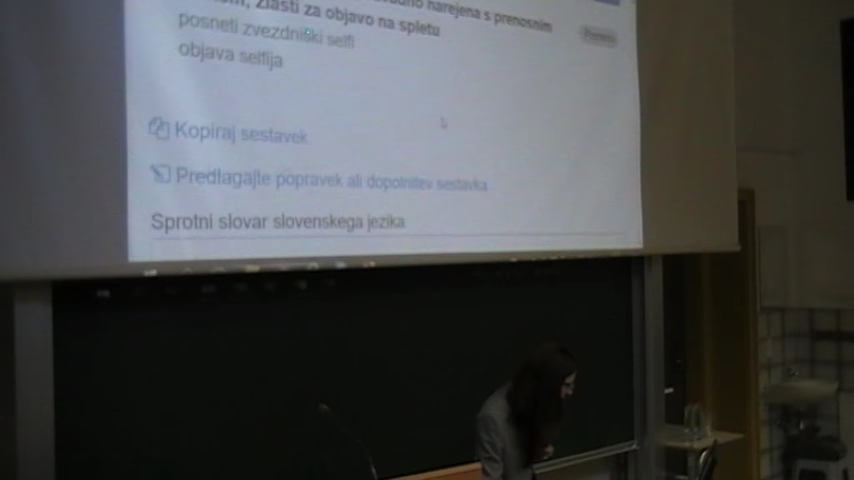 zlasti za objavo na spletu narejena s prenosnim
posneti zvezdniški selfi
objava selfija
Kopiraj sestavek
Predlagajte popravek ali dopolnitev sestavka
Sprotni slovar slovenskega jezika